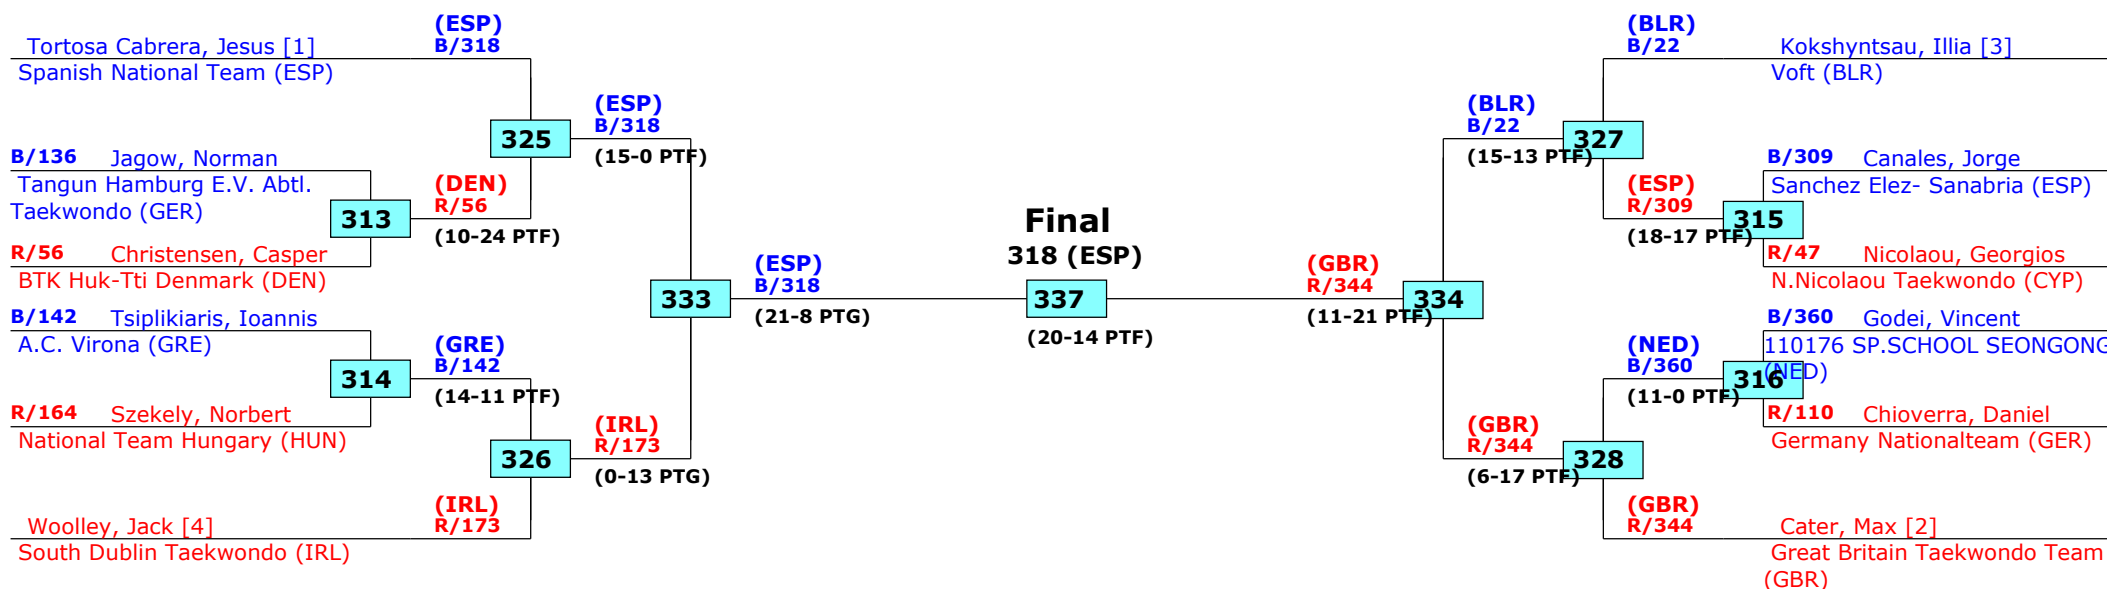 (ESP)
B/318
Tortosa Cabrera, Jesus [1]
Spanish National Team (ESP)
(ESP)
B/318
325
(15-0 PTF)
B/136 Jagow, Norman
Tangun Hamburg E.V. Abtl.
Taekwondo (GER)
313
(DEN)
R/56
(10-24 PTF)
R/56 Christensen, Casper
BTK Huk-Tti Denmark (DEN)
333
(ESP)
B/318
(21-8 PTG)
B/142 Tsiplikiaris, Ioannis
A.C. Virona (GRE)
314
(GRE)
B/142
(14-11 PTF)
R/164 Szekely, Norbert
National Team Hungary (HUN)
326
(IRL)
R/173
(0-13 PTG)
(IRL)
R/173
Woolley, Jack [4]
South Dublin Taekwondo (IRL)
Final
318 (ESP)
337
(20-14 PTF)
(GBR)
R/344
334
(11-21 PTF)
(BLR)
B/22
Kokshyntsau, Illia [3]
Voft (BLR)
(BLR)
B/22
327
(15-13 PTF)
B/309 Canales, Jorge
Sanchez Elez- Sanabria (ESP)
(ESP)
R/309
315
(18-17 PTF)
R/47 Nicolaou, Georgios
N.Nicolaou Taekwondo (CYP)
B/360 Godei, Vincent
110176 SP.SCHOOL SEONGONG
(NED)
(NED)
B/360
316
(11-0 PTF)
R/110 Chioverra, Daniel
Germany Nationalteam (GER)
(GBR)
R/344
328
(6-17 PTF)
(GBR)
R/344
Cater, Max [2]
Great Britain Taekwondo Team
(GBR)